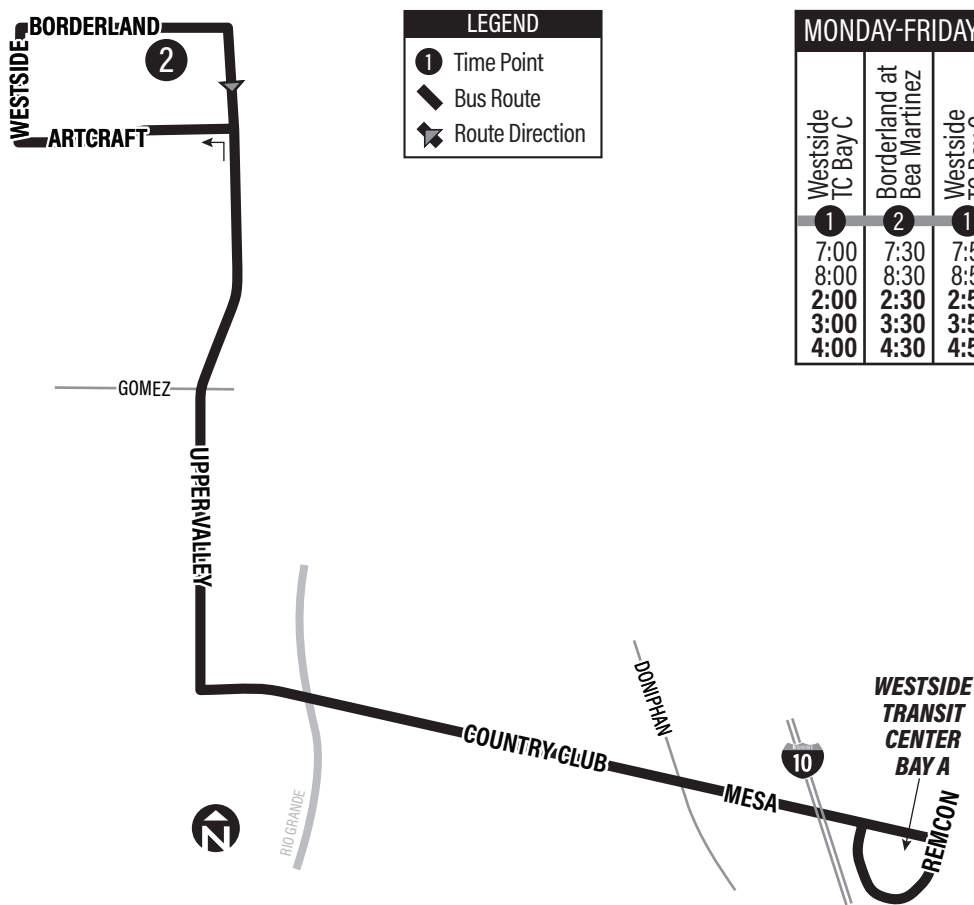 BORDERLAND
WESTSIDE
2
ARTCRAFT
LEGEND
1 Time Point
Bus Route
Route Direction
MONDAY-FRIDAY
Westside
TC Bay C
Borderland at
Bea Martinez
Westside
1 2 1
7:00 7:30
8:00 8:30
2:00 2:30
3:00 3:30
4:00 4:30
GOMEZ
UPPER VALLEY
RIO GRANDE
N
COUNTRY CLUB
DONIPHAN
MESA
10
WESTSIDE
TRANSIT
CENTER
BAY A
REMCON